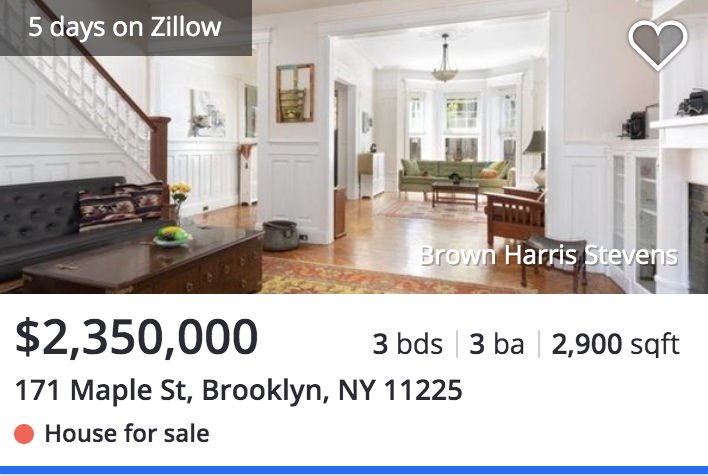 5 days on Zillow
Brown Harris Stevens
$2,350,000 3 bds | 3 ba | 2,900 sqft
171 Maple St, Brooklyn, NY 11225
House for sale